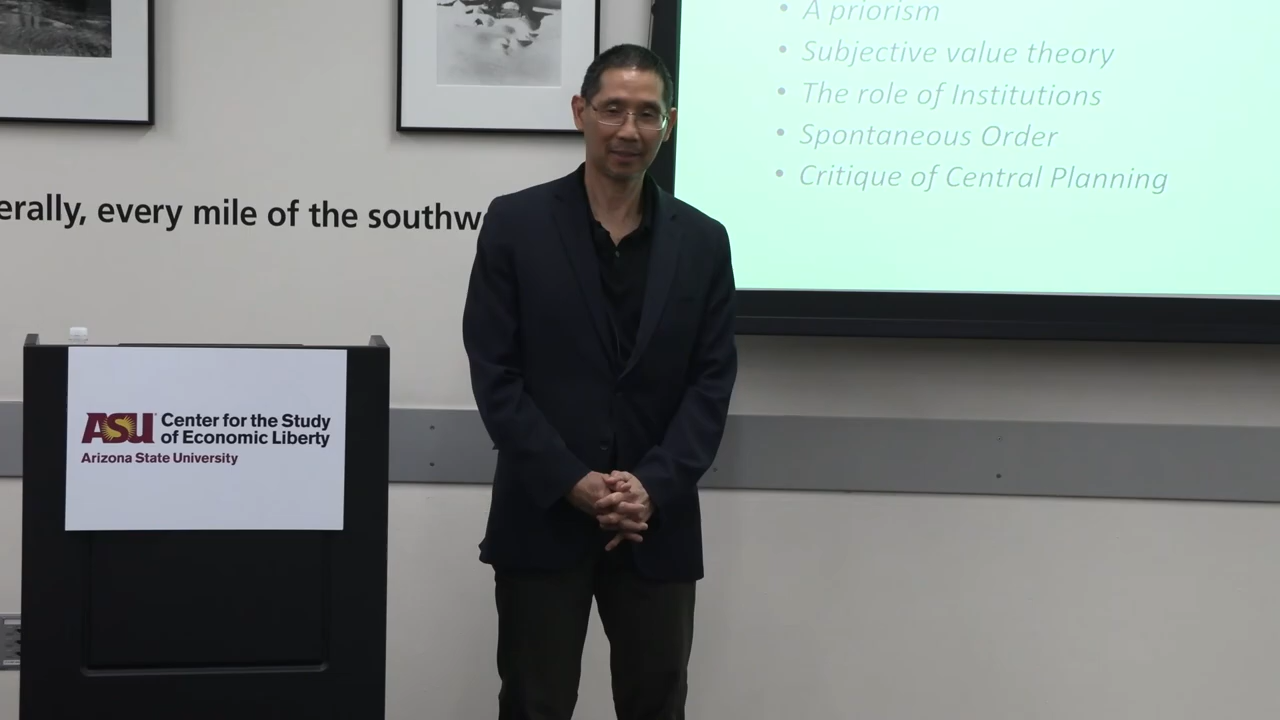 A priorism
Subjective value theory
The role of Institutions
Spontaneous Order
Critique of Central Planning
erally, every mile of the southw
ASU Center for the Study
of Economic Liberty
Arizona State University